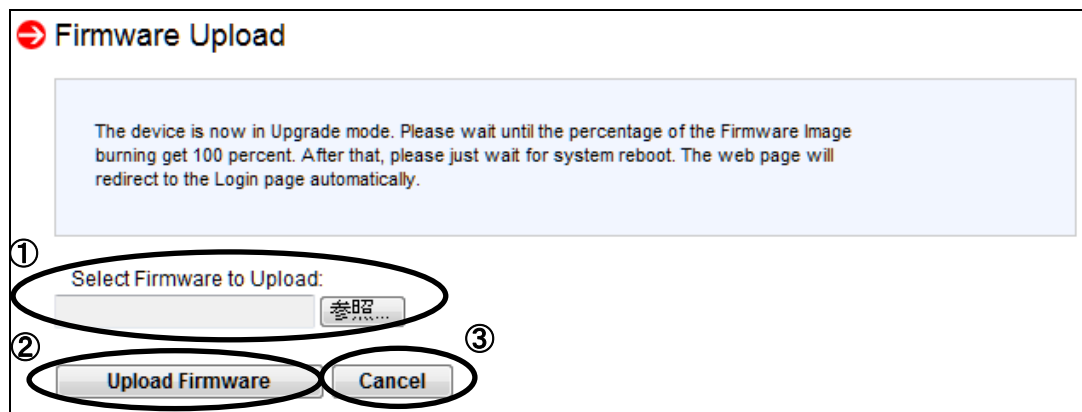 Firmware Upload
The device is now in Upgrade mode. Please wait until the percentage of the Firmware Image
burning get 100 percent. After that, please just wait for system reboot. The web page will
redirect to the Login page automatically.
①
Select Firmware to Upload:
参照...
②
③
Upload Firmware
Cancel